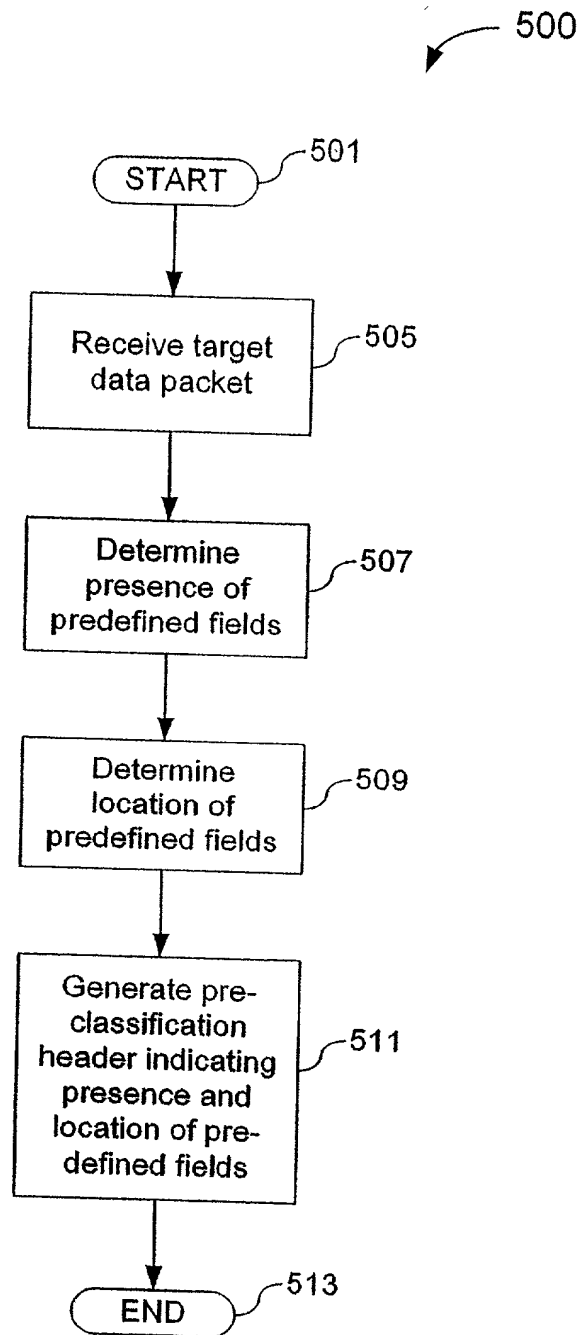 500
501
START
Receive target
data packet
505
Determine
presence of
predefined fields
507
Determine
location of
predefined fields
509
Generate pre-
classification
header indicating
presence and
location of pre-
defined fields
511
513
END